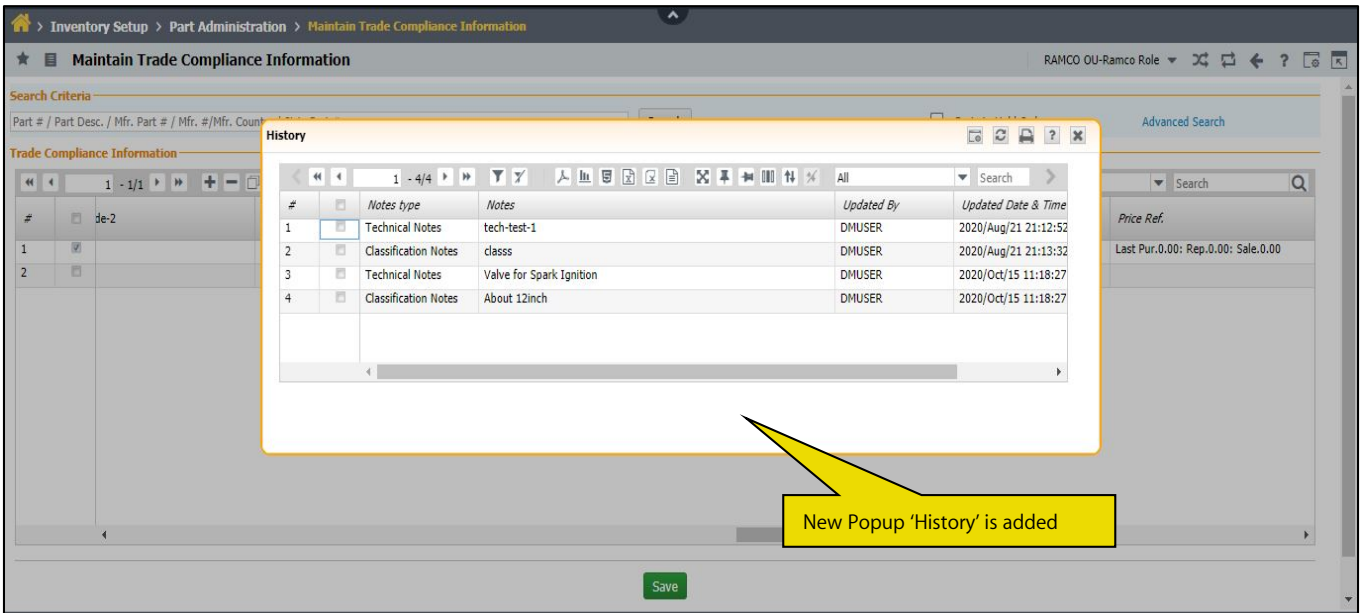 > Inventory Setup > Part Administration > Maintain Trade Compliance Information
Maintain Trade Compliance Information
RAMCO OU-Ramco Role
?
Search Criteria
Part # / Part Desc. / Mfr. Part # / Mfr. #/Mfr.
Advanced Search
Trade Compliance Information
1 - 1/1
Search
# de-2 Price Ref.
1 Last Pur.0.00: Rep.0.00: Sale.0.00
2
History
?
1 - 4/4
All
Search
# Notes type Notes Updated By Updated Date & Time
1 Technical Notes tech-test-1 DMUSER 2020/Aug/21 21:12:52
2 Classification Notes classs DMUSER 2020/Aug/21 21:13:32
3 Technical Notes Valve for Spark Ignition DMUSER 2020/Oct/15 11:18:27
4 Classification Notes About 12inch DMUSER 2020/Oct/15 11:18:27
New Popup ‘History’ is added
Save